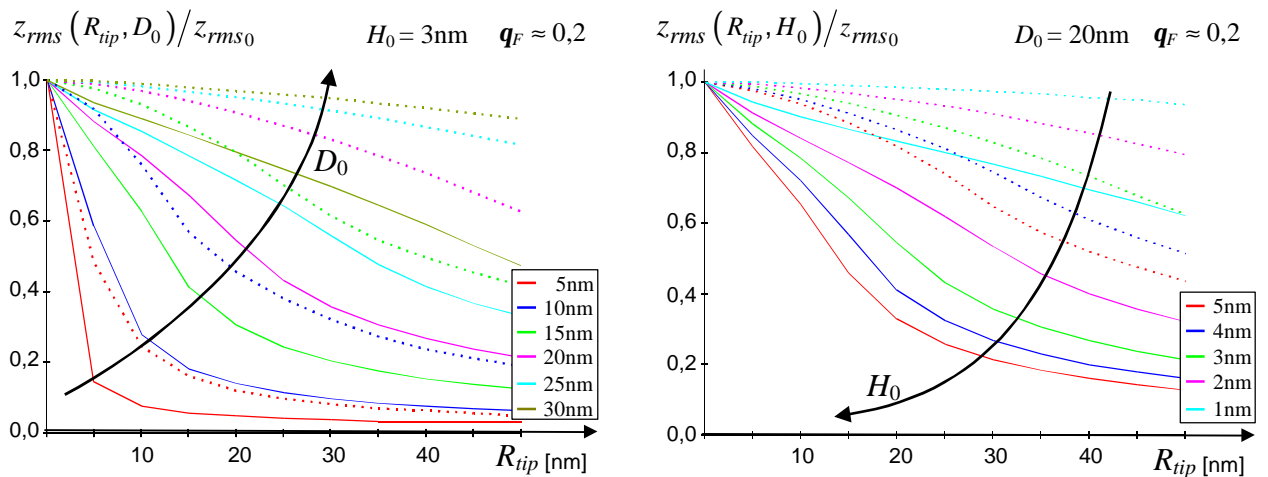 z_rms (R_tip, D_0)/z_rms_0 H_0 = 3nm q_F ≈ 0,2
1,0
0,8
0,6
0,4
0,2
0,0
D_0
5nm
10nm
15nm
20nm
25nm
30nm
10 20 30 40
R_tip [nm]
z_rms (R_tip, H_0)/z_rms_0 D_0 = 20nm q_F ≈ 0,2
1,0
0,8
0,6
0,4
0,2
0,0
H_0
5nm
4nm
3nm
2nm
1nm
10 20 30 40
R_tip [nm]